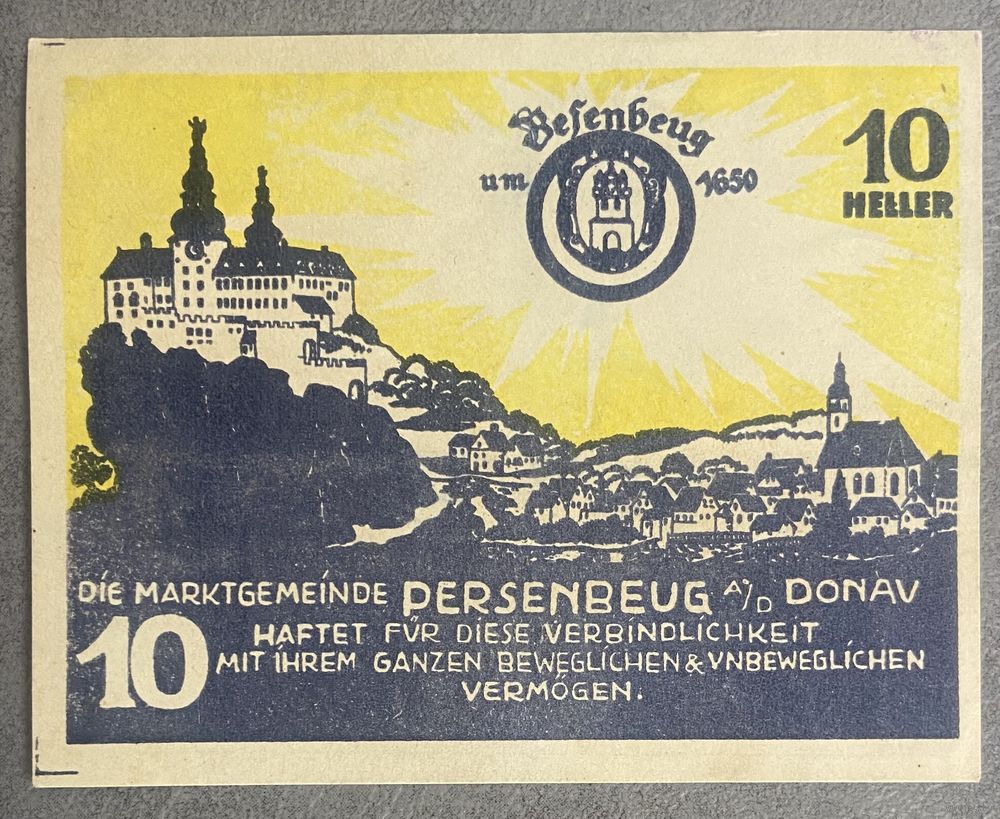 Besenbeug
um 1650
10
HELLER
DIE MARKTGEMEINDE PERSENBEUG A/D DONAV
10
HAFTET FVR DIESE VERBINDLICHKEIT
MIT IHREM GANZEN BEWEGLICHEN & VNBEWEGLICHEN
VERMÖGEN.